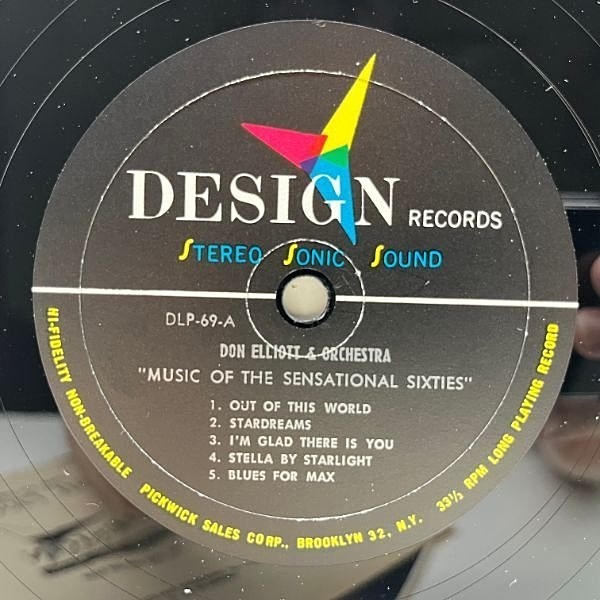 DESIGN RECORDS
STEREO SONIC SOUND
DLP-69-A
DON ELLIOTT & ORCHESTRA
"MUSIC OF THE SENSATIONAL SIXTIES"
1. OUT OF THIS WORLD
2. STARDREAMS
3. I'M GLAD THERE IS YOU
4. STELLA BY STARLIGHT
5. BLUES FOR MAX
HI-FIDELITY NON-BREAKABLE PICKWICK SALES CORP., BROOKLYN 32, N.Y. 33⅓ RPM LONG PLAYING RECORD